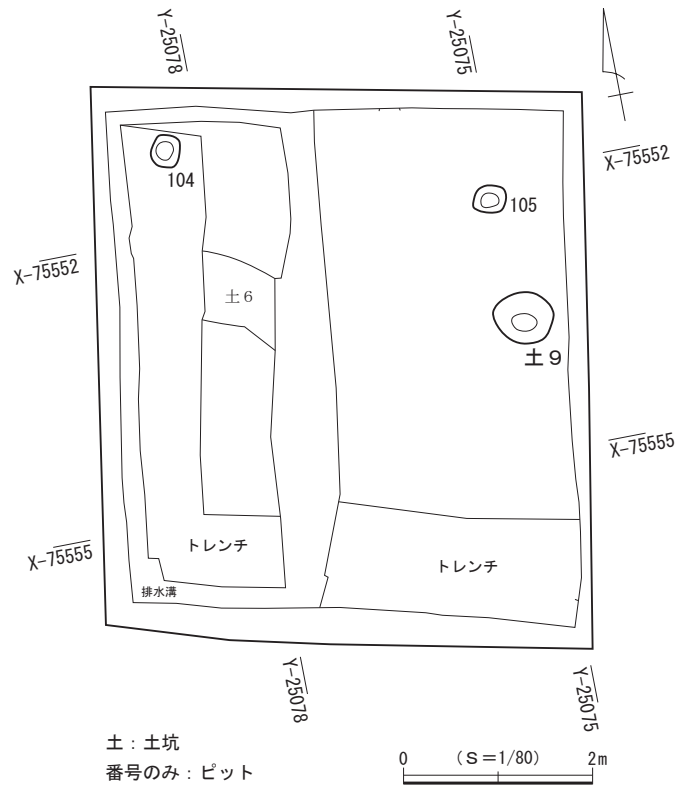 Y-25078
Y-25075
X-75552
104
105
X-75552
土６
土９
X-75555
トレンチ
トレンチ
X-75555
排水溝
Y-25078
Y-25075
土：土坑
番号のみ：ピット
0 （Ｓ＝1/80） 2m